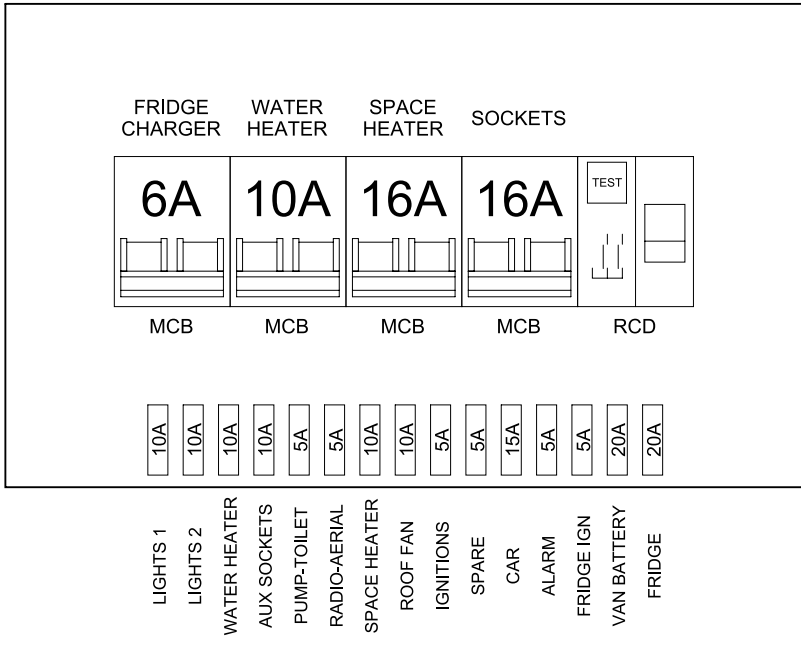 FRIDGE
CHARGER
WATER
HEATER
SPACE
HEATER
SOCKETS
6A
10A
16A
16A
TEST
MCB
MCB
MCB
MCB
RCD
10A
10A
10A
10A
5A
5A
10A
10A
5A
5A
15A
5A
5A
20A
20A
LIGHTS 1
LIGHTS 2
WATER HEATER
AUX SOCKETS
PUMP-TOILET
RADIO-AERIAL
SPACE HEATER
ROOF FAN
IGNITIONS
SPARE
CAR
ALARM
FRIDGE IGN
VAN BATTERY
FRIDGE